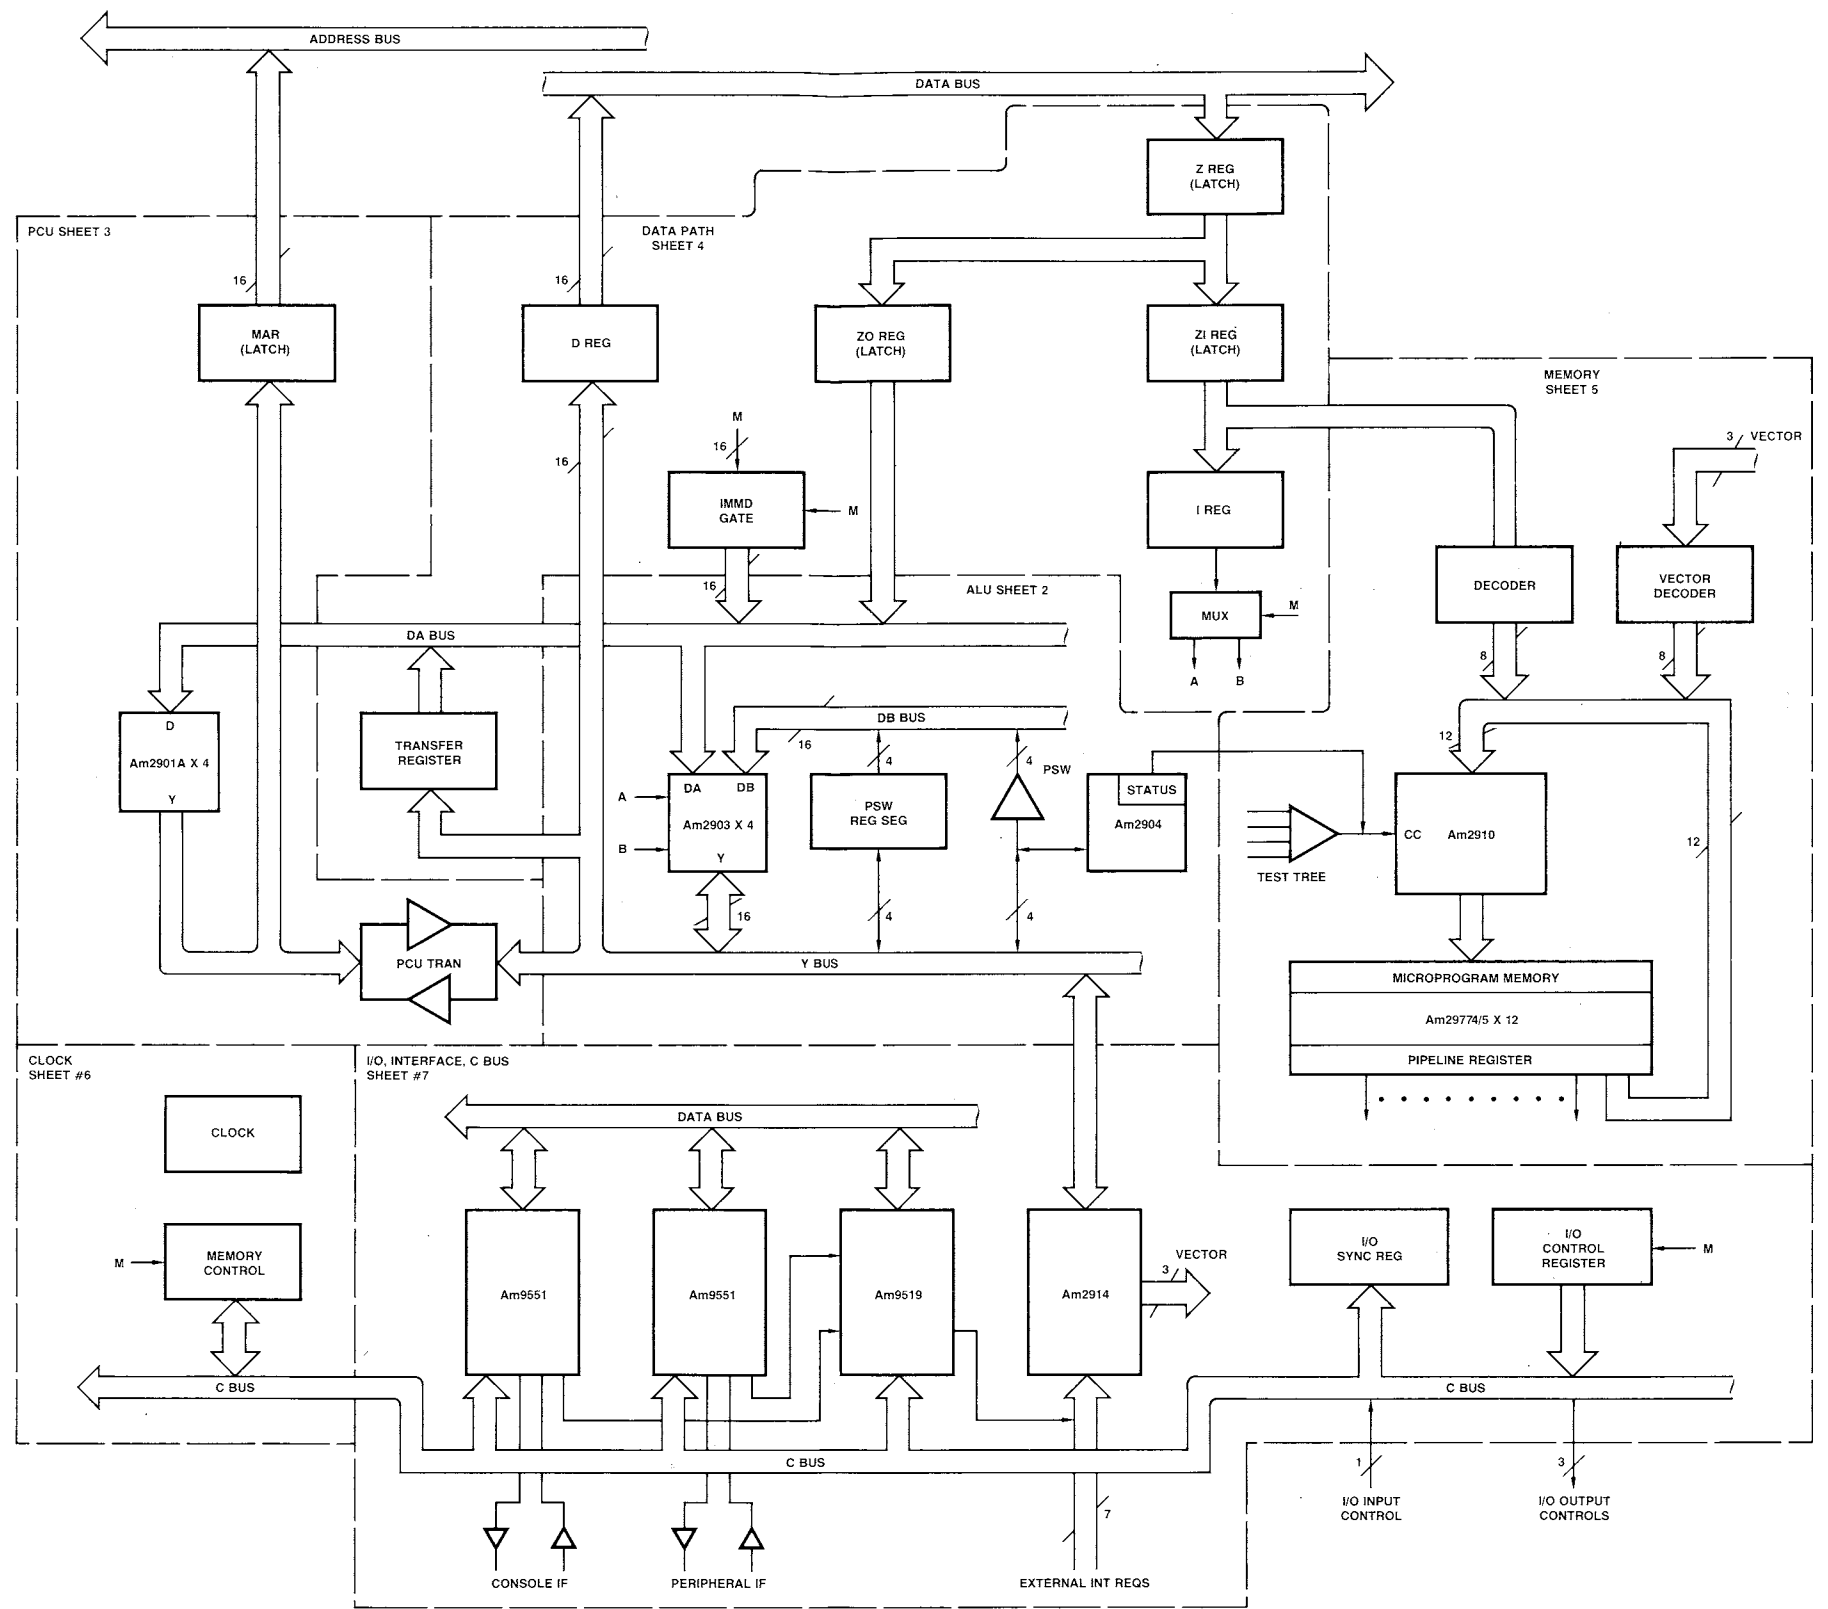 ADDRESS BUS
DATA BUS
Z REG
(LATCH)
PCU SHEET 3
DATA PATH
SHEET 4
16
16
MAR
(LATCH)
D REG
ZO REG
(LATCH)
ZI REG
(LATCH)
MEMORY
SHEET 5
M
16
16
3
VECTOR
IMMD
GATE
M
I REG
16
ALU SHEET 2
DECODER
VECTOR
DECODER
MUX
M
DA BUS
8
8
A
B
D
Am2901A X 4
Y
TRANSFER
REGISTER
DB BUS
16
4
4
PSW
12
A
B
DA
DB
Am2903 X 4
Y
PSW
REG SEG
STATUS
Am2904
CC
Am2910
12
TEST TREE
16
4
4
PCU TRAN
Y BUS
MICROPROGRAM MEMORY
Am29774/5 X 12
PIPELINE REGISTER
CLOCK
SHEET #6
I/O, INTERFACE, C BUS
SHEET #7
CLOCK
DATA BUS
M
MEMORY
CONTROL
Am9551
Am9551
Am9519
Am2914
3
VECTOR
I/O
SYNC REG
I/O
CONTROL
REGISTER
M
C BUS
C BUS
C BUS
7
1
3
I/O INPUT
CONTROL
I/O OUTPUT
CONTROLS
CONSOLE IF
PERIPHERAL IF
EXTERNAL INT REQS